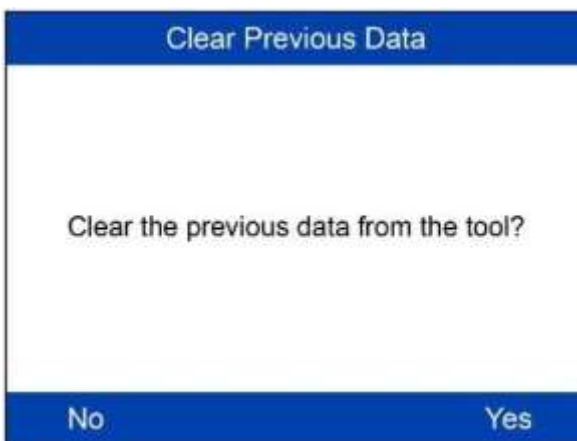 Clear Previous Data
Clear the previous data from the tool?
No Yes